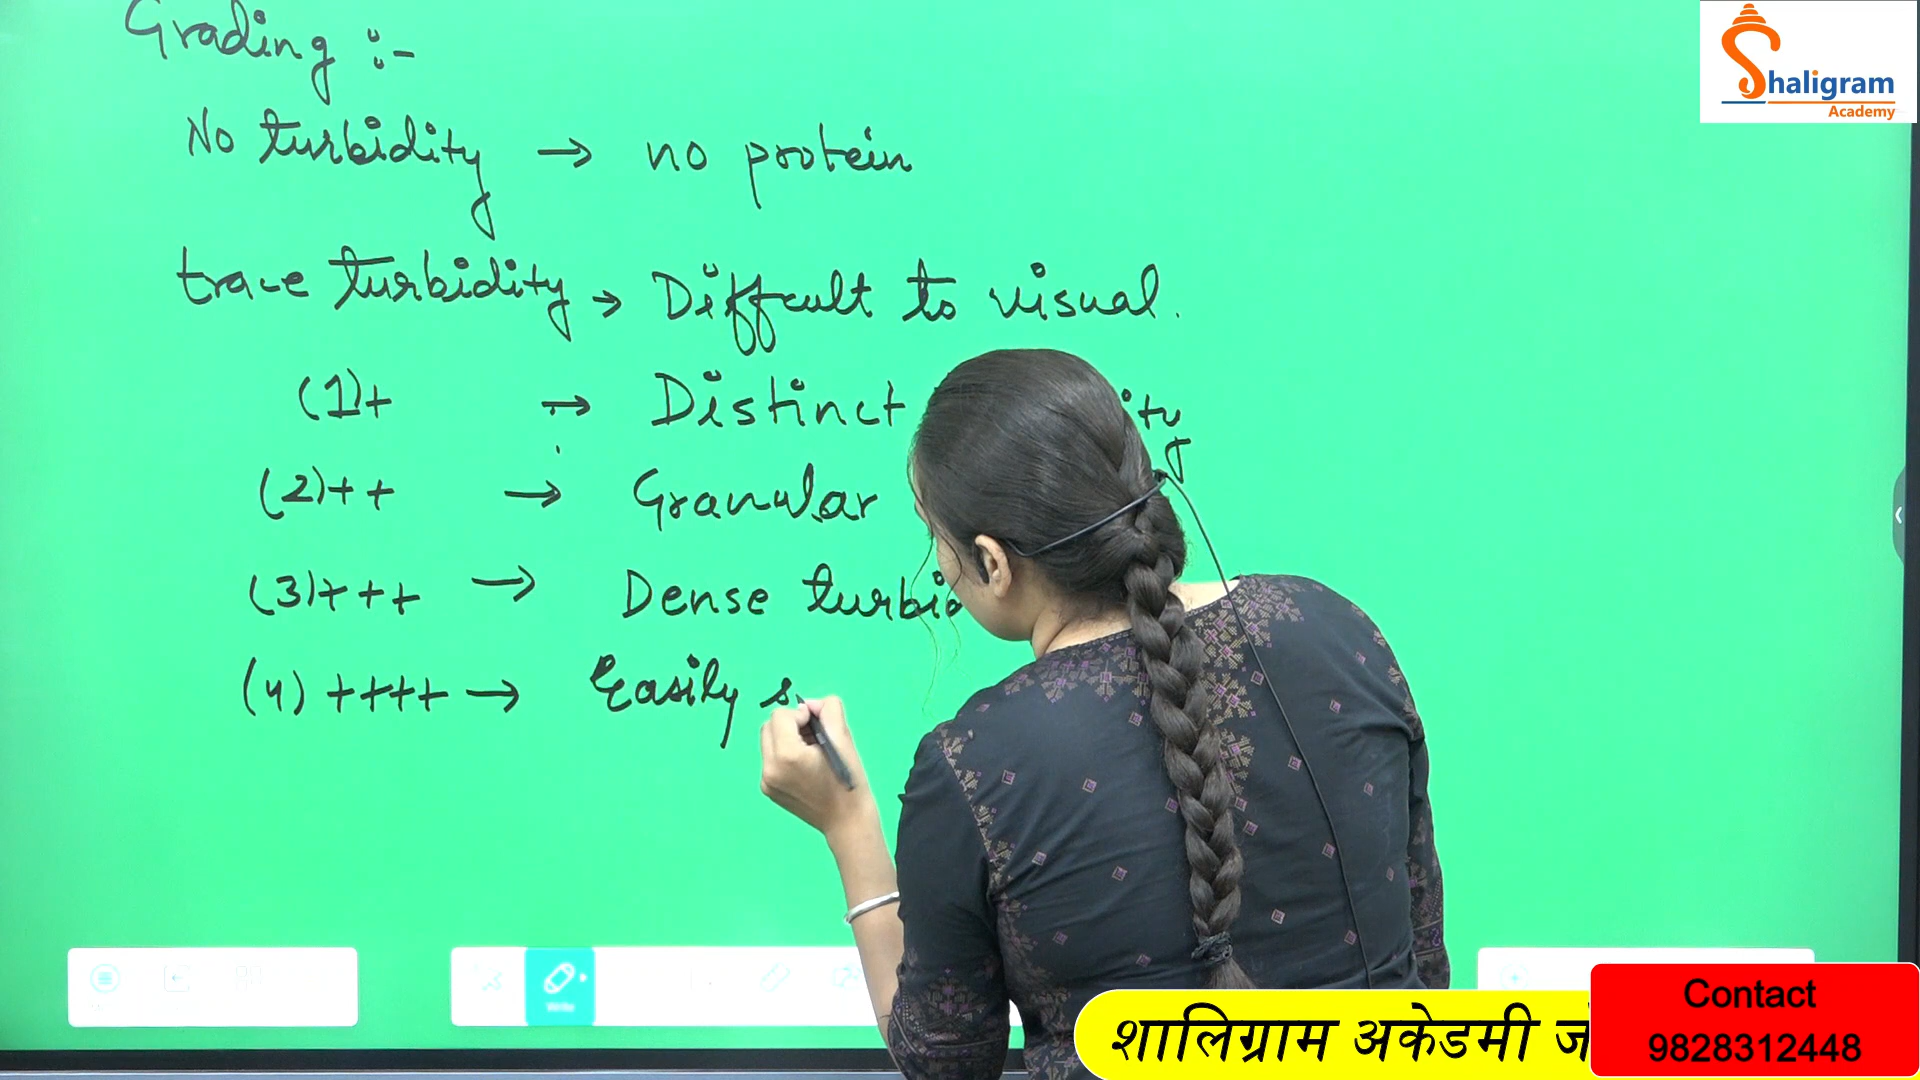 Grading :-
No turbidity → no protein
trace turbidity → Difficult to visual.
(1)+ → Distinct
(2)++ → Granular
(3)+++ → Dense
(4)++++ → Easily
Shaligram
Academy
शालिग्राम अकेडमी
Contact
9828312448
Write